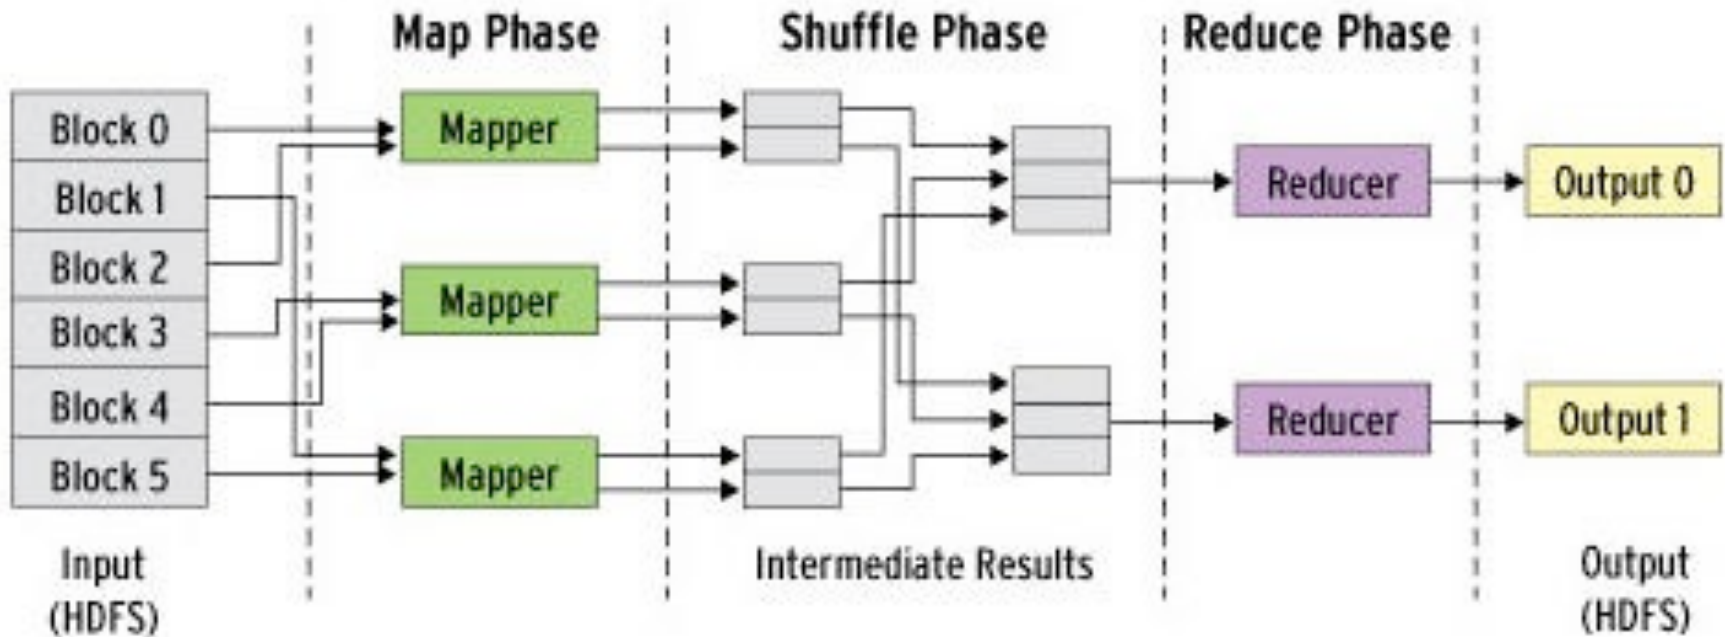 Map Phase
Shuffle Phase
Reduce Phase
Block 0
Block 1
Block 2
Block 3
Block 4
Block 5
Mapper
Mapper
Mapper
Reducer
Reducer
Output 0
Output 1
Input
(HDFS)
Intermediate Results
Output
(HDFS)